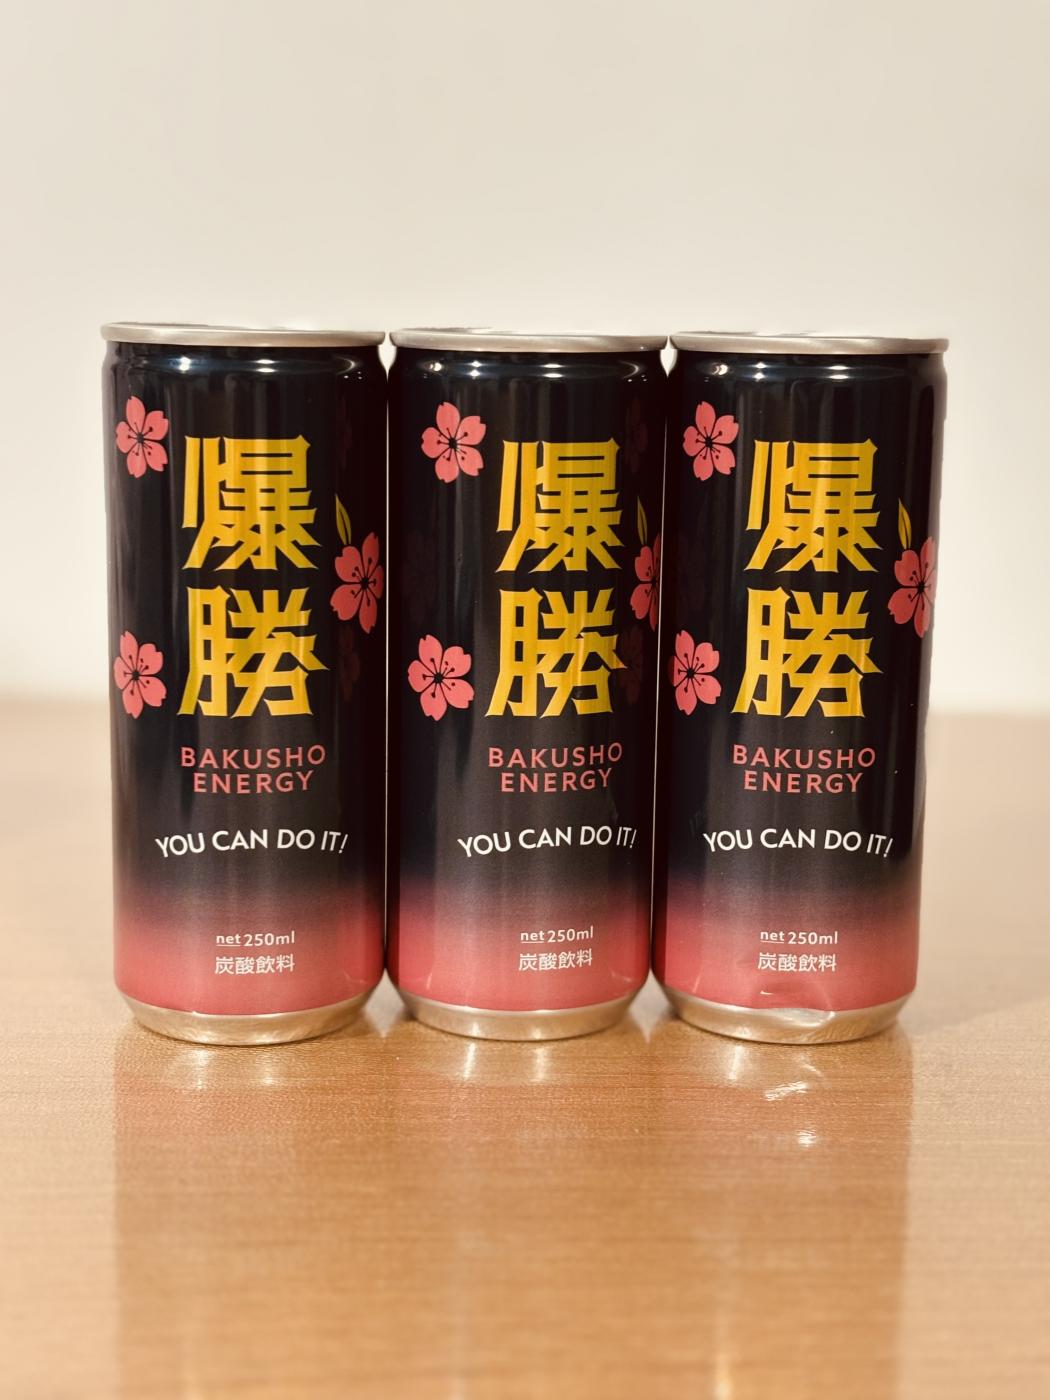 爆勝
BAKUSHO
ENERGY
YOU CAN DO IT!
net 250ml
炭酸飲料
爆勝
BAKUSHO
ENERGY
YOU CAN DO IT!
net 250ml
炭酸飲料
爆勝
BAKUSHO
ENERGY
YOU CAN DO IT!
net 250ml
炭酸飲料